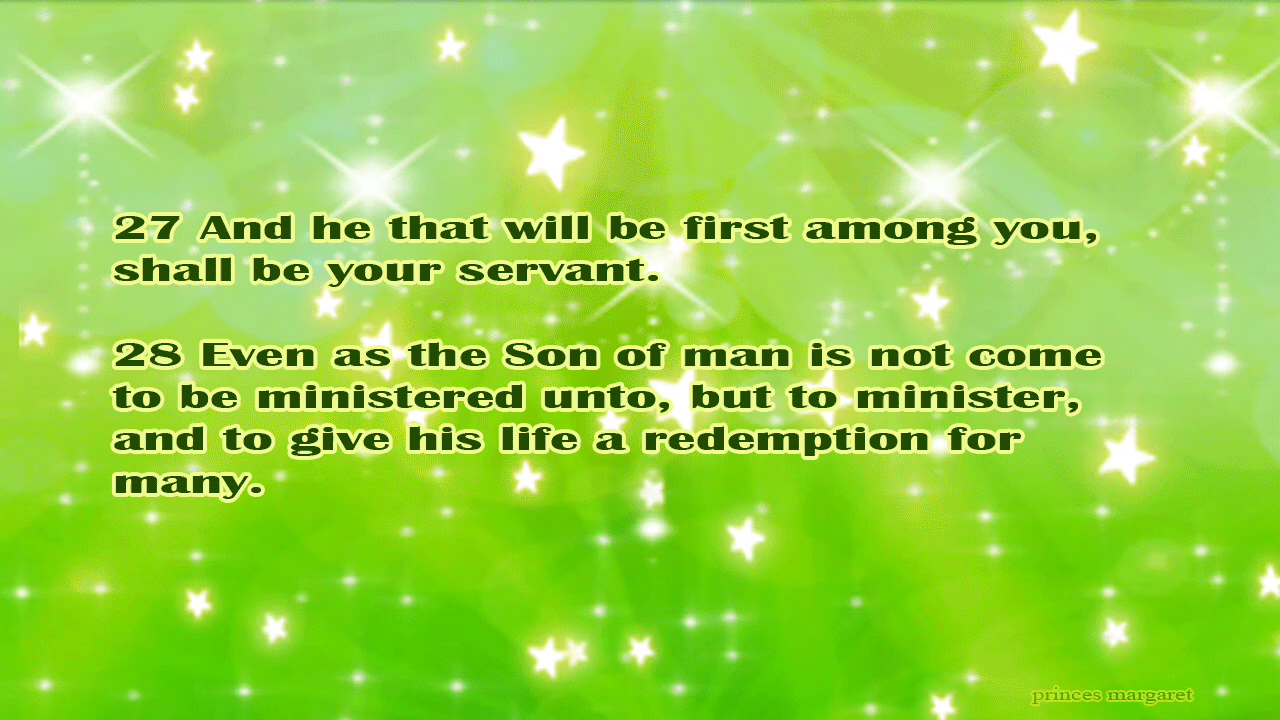 27 And he that will be first among you,
shall be your servant.
28 Even as the Son of man is not come
to be ministered unto, but to minister,
and to give his life a redemption for
many.
princes margaret